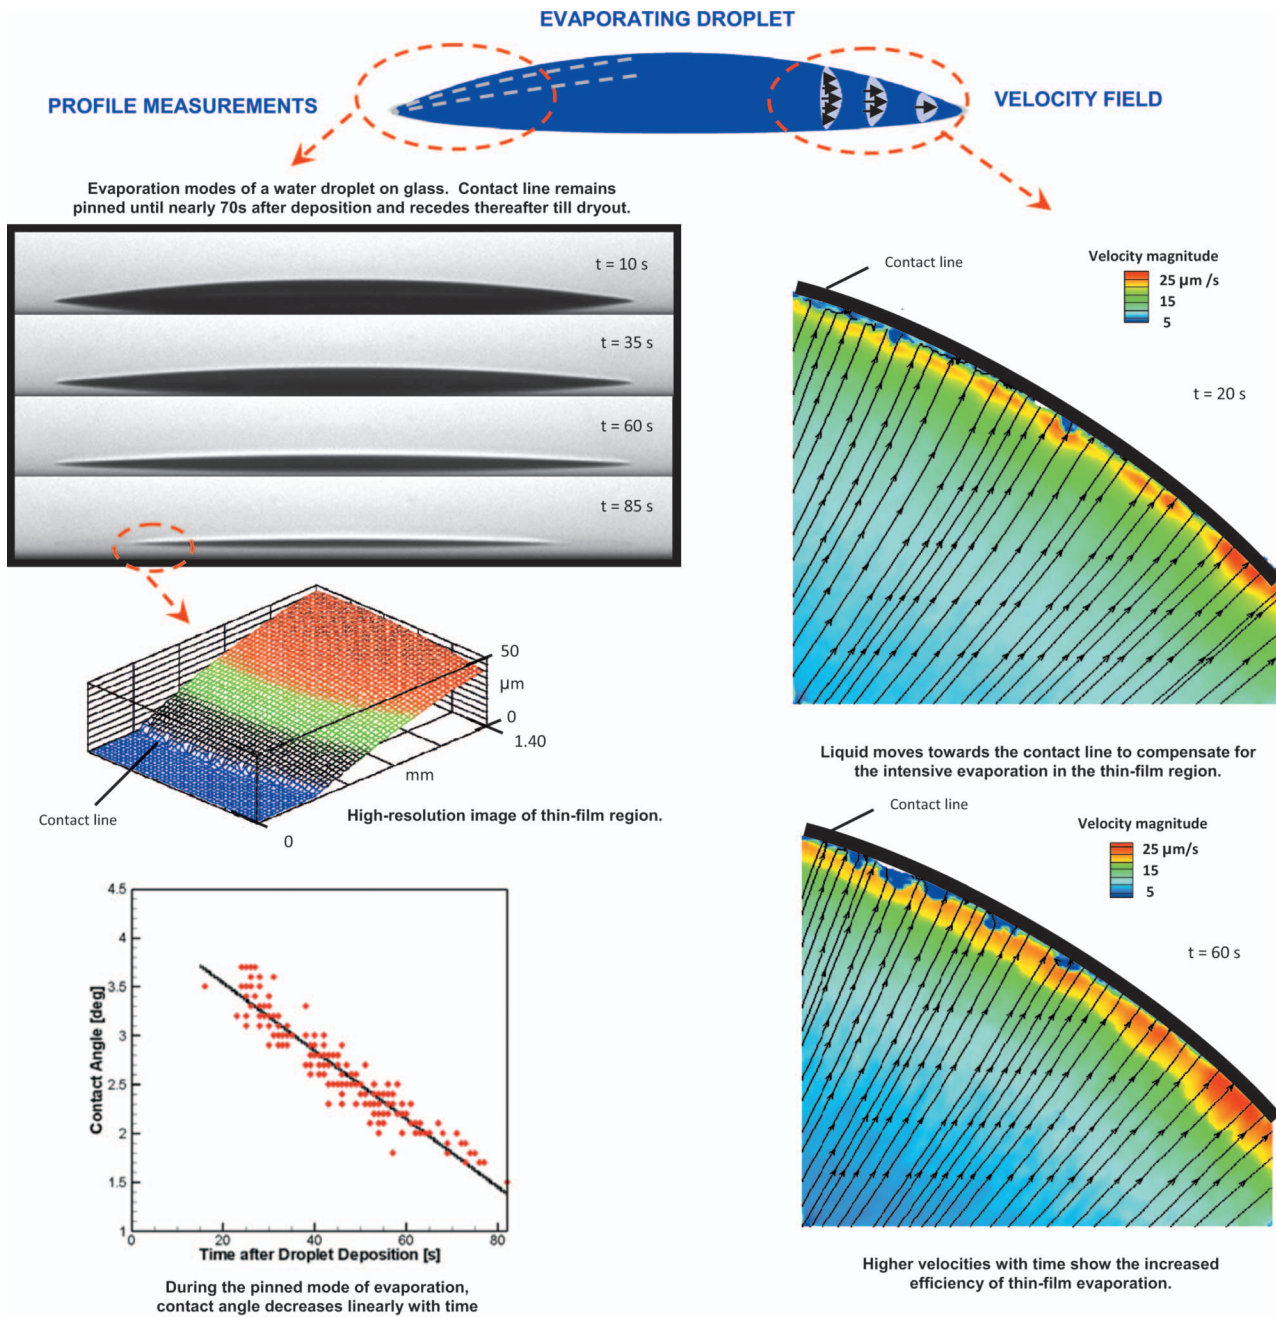 EVAPORATING DROPLET
PROFILE MEASUREMENTS
VELOCITY FIELD
Evaporation modes of a water droplet on glass. Contact line remains
pinned until nearly 70s after deposition and recedes thereafter till dryout.
t = 10 s
t = 35 s
t = 60 s
t = 85 s
50
µm
0
1.40
mm
Contact line
0
High-resolution image of thin-film region.
4.5
4
3.5
3
2.5
2
1.5
1
Contact Angle [deg]
0
20
40
60
80
Time after Droplet Deposition [s]
During the pinned mode of evaporation,
contact angle decreases linearly with time
Contact line
Velocity magnitude
25 µm /s
15
5
t = 20 s
Liquid moves towards the contact line to compensate for
the intensive evaporation in the thin-film region.
Contact line
Velocity magnitude
25 µm/s
15
5
t = 60 s
Higher velocities with time show the increased
efficiency of thin-film evaporation.